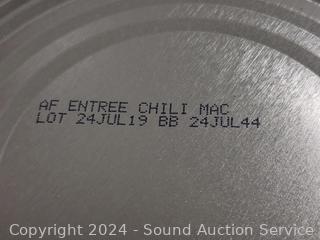 AF ENTREE CHILI MAC
LOT 24JUL19 BB 24JUL44
Copyright 2024 - Sound Auction Service